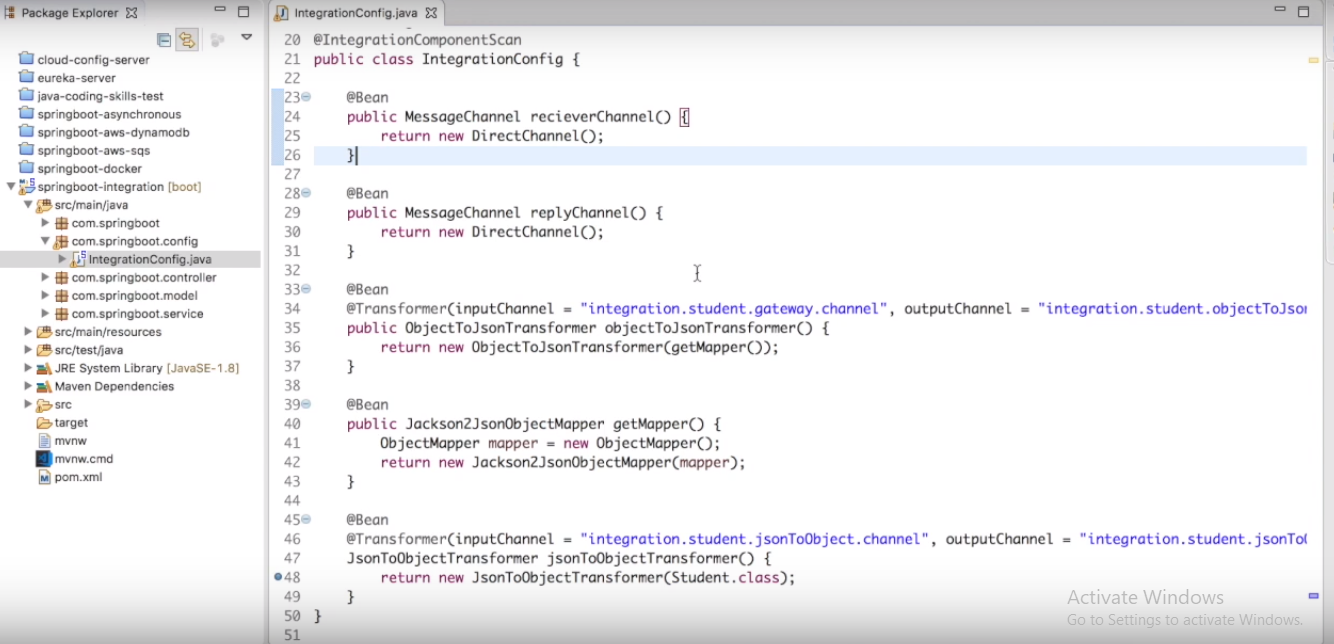 Package Explorer
cloud-config-server
eureka-server
java-coding-skills-test
springboot-asynchronous
springboot-aws-dynamodb
springboot-aws-sqs
springboot-docker
springboot-integration [boot]
src/main/java
com.springboot
com.springboot.config
IntegrationConfig.java
com.springboot.controller
com.springboot.model
com.springboot.service
src/main/resources
src/test/java
JRE System Library [JavaSE-1.8]
Maven Dependencies
src
target
mvnw
mvnw.cmd
pom.xml
IntegrationConfig.java
20 @IntegrationComponentScan
21 public class IntegrationConfig {
22
23 @Bean
24 public MessageChannel recieverChannel() {
25 return new DirectChannel();
26 }
27
28 @Bean
29 public MessageChannel replyChannel() {
30 return new DirectChannel();
31 }
32
33 @Bean
34 @Transformer(inputChannel = "integration.student.gateway.channel", outputChannel = "integration.student.objectToJson
35 public ObjectToJsonTransformer objectToJsonTransformer() {
36 return new ObjectToJsonTransformer(getMapper());
37 }
38
39 @Bean
40 public Jackson2JsonObjectMapper getMapper() {
41 ObjectMapper mapper = new ObjectMapper();
42 return new Jackson2JsonObjectMapper(mapper);
43 }
44
45 @Bean
46 @Transformer(inputChannel = "integration.student.jsonToObject.channel", outputChannel = "integration.student.jsonTo
47 JsonToObjectTransformer jsonToObjectTransformer() {
48 return new JsonToObjectTransformer(Student.class);
49 }
50 }
51
Activate Windows
Go to Settings to activate Windows.